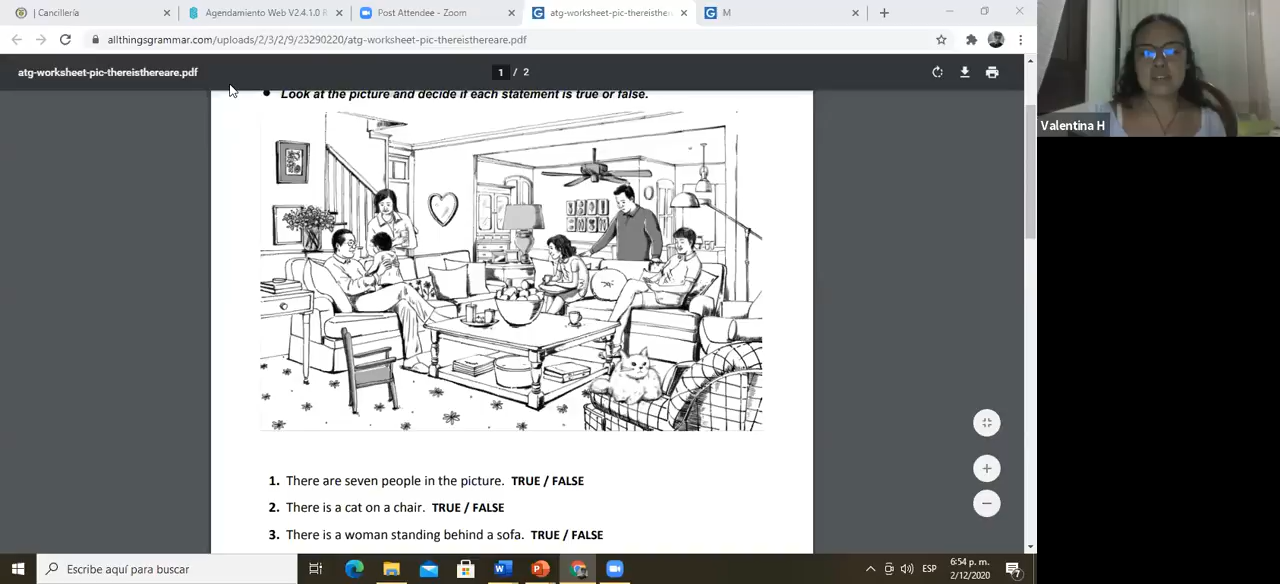 | Cancillería
Agendamiento Web V2.4.1.0 R
Post Attendee - Zoom
atg-worksheet-pic-thereisthere
M
allthingsgrammar.com/uploads/2/3/2/9/23290220/atg-worksheet-pic-thereisthereare.pdf
atg-worksheet-pic-thereisthereare.pdf
1 / 2
Look at the picture and decide if each statement is true or false.
1. There are seven people in the picture. TRUE / FALSE
2. There is a cat on a chair. TRUE / FALSE
3. There is a woman standing behind a sofa. TRUE / FALSE
Valentina H
Escribe aquí para buscar
ESP
6:54 p. m.
2/12/2020
7